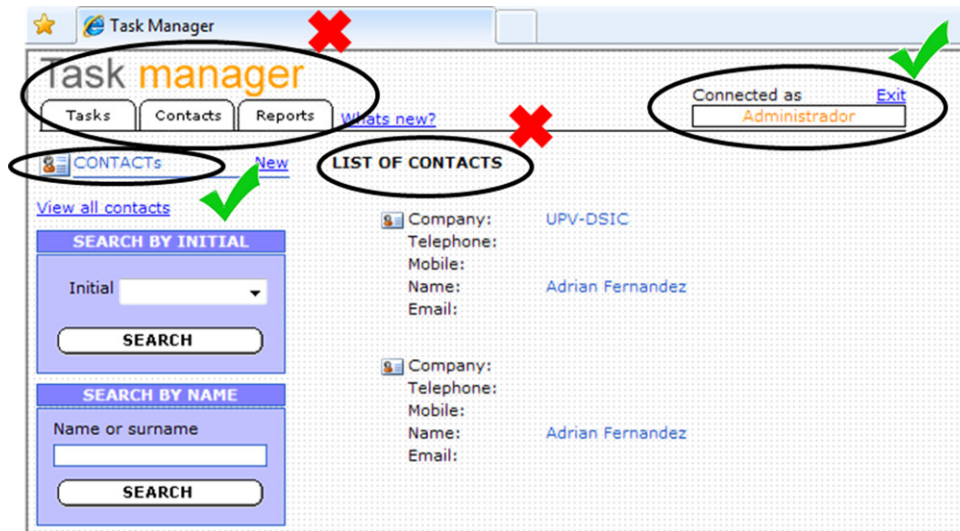 Task Manager
Task manager
Connected as Exit
Tasks Contacts Reports Whats new?
Administrador
CONTACTs New
LIST OF CONTACTS
View all contacts
SEARCH BY INITIAL
Initial
SEARCH
SEARCH BY NAME
Name or surname
SEARCH
Company: UPV-DSIC
Telephone:
Mobile:
Name: Adrian Fernandez
Email:
Company:
Telephone:
Mobile:
Name: Adrian Fernandez
Email: